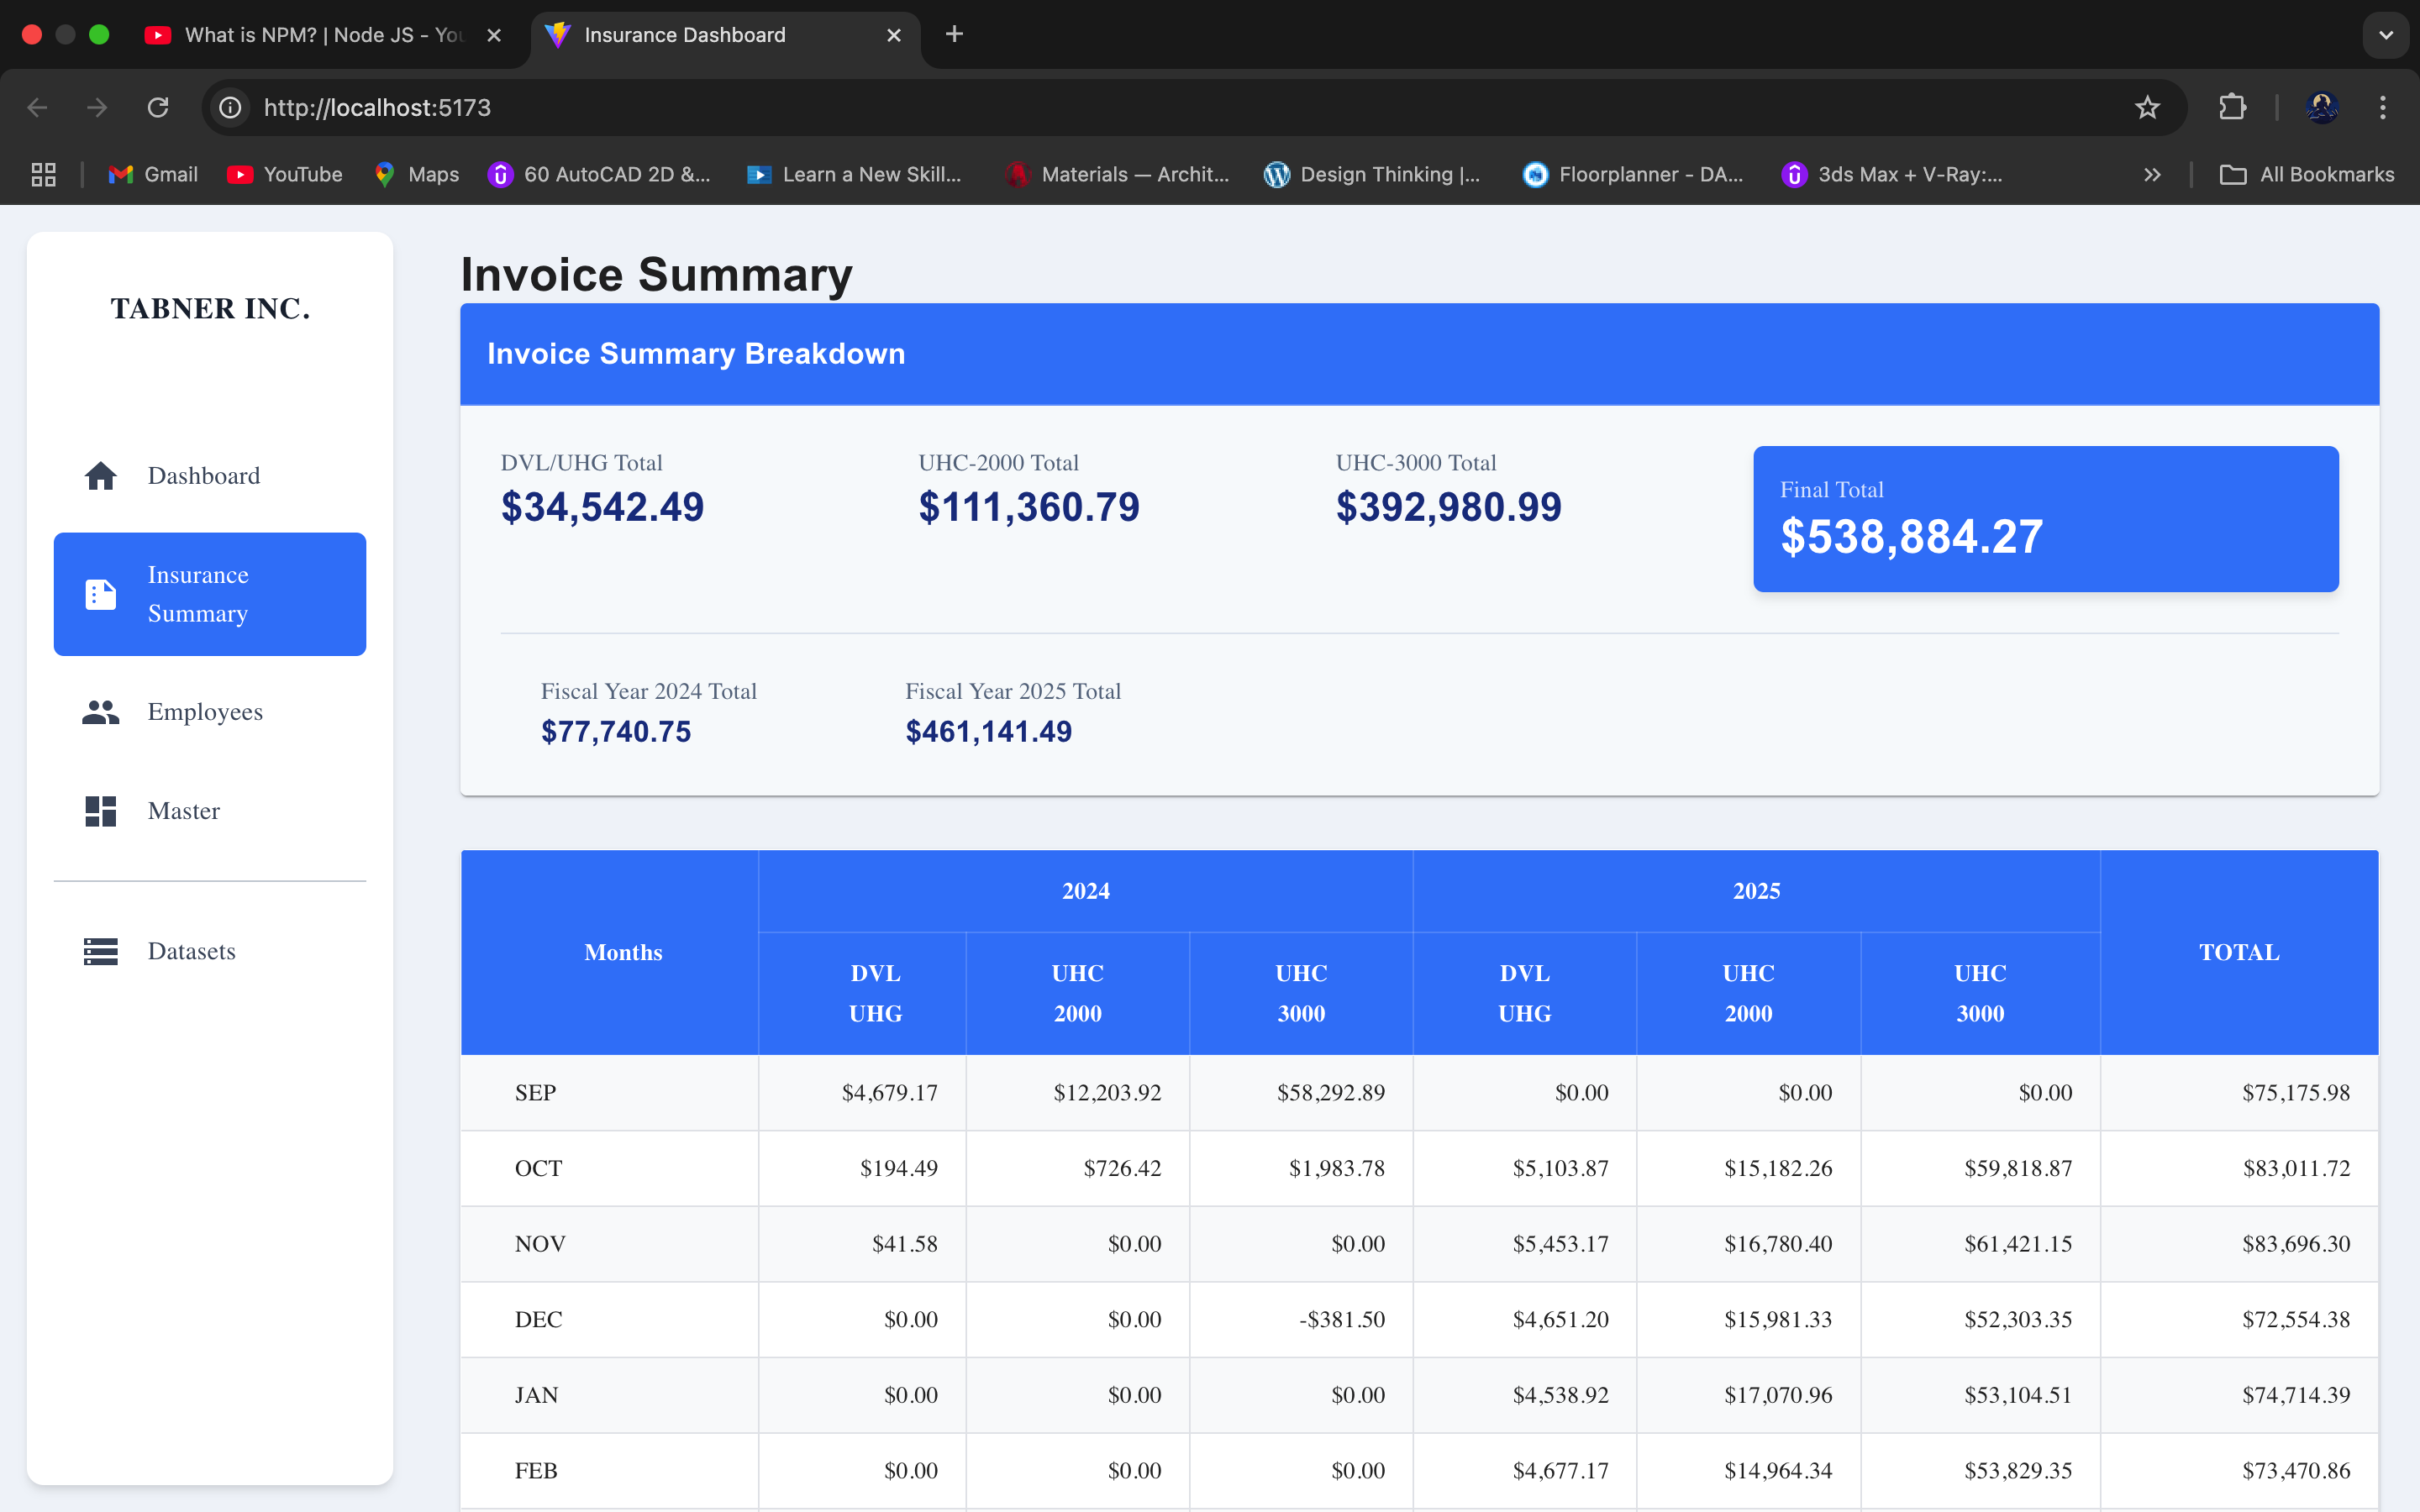 What is NPM? | Node JS - You
Insurance Dashboard
http://localhost:5173
Gmail
YouTube
Maps
60 AutoCAD 2D &...
Learn a New Skill...
Materials — Archit...
Design Thinking |...
Floorplanner - DA...
3ds Max + V-Ray:...
All Bookmarks
TABNER INC.
Dashboard
Insurance
Summary
Employees
Master
Datasets
Invoice Summary
Invoice Summary Breakdown
DVL/UHG Total
$34,542.49
UHC-2000 Total
$111,360.79
UHC-3000 Total
$392,980.99
Final Total
$538,884.27
Fiscal Year 2024 Total
$77,740.75
Fiscal Year 2025 Total
$461,141.49
Months 2024 2025 TOTAL
DVL UHG UHC 2000 UHC 3000 DVL UHG UHC 2000 UHC 3000
SEP $4,679.17 $12,203.92 $58,292.89 $0.00 $0.00 $0.00 $75,175.98
OCT $194.49 $726.42 $1,983.78 $5,103.87 $15,182.26 $59,818.87 $83,011.72
NOV $41.58 $0.00 $0.00 $5,453.17 $16,780.40 $61,421.15 $83,696.30
DEC $0.00 $0.00 -$381.50 $4,651.20 $15,981.33 $52,303.35 $72,554.38
JAN $0.00 $0.00 $0.00 $4,538.92 $17,070.96 $53,104.51 $74,714.39
FEB $0.00 $0.00 $0.00 $4,677.17 $14,964.34 $53,829.35 $73,470.86